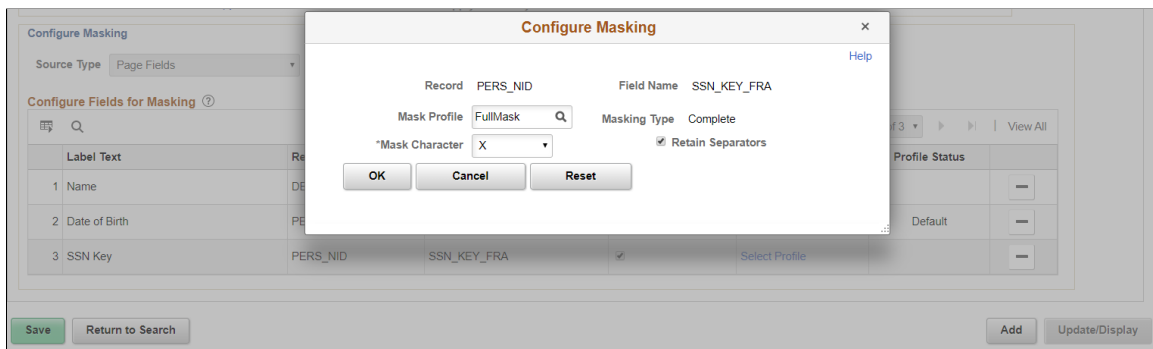 Configure Masking
×
Help
Record PERS_NID Field Name SSN_KEY_FRA
Mask Profile FullMask Masking Type Complete
*Mask Character X Retain Separators
OK Cancel Reset
Configure Masking
Source Type Page Fields
Configure Fields for Masking
of 3 | View All
Label Text Re Profile Status
1 Name DE
2 Date of Birth PE Default
3 SSN Key PERS_NID SSN_KEY_FRA Select Profile
Save Return to Search Add Update/Display